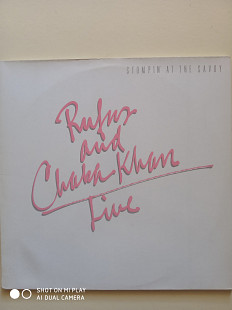 STOMPIN' AT THE SAVOY
Rufus
and
Chaka Khan
Live
SHOT ON MI PLAY
AI DUAL CAMERA